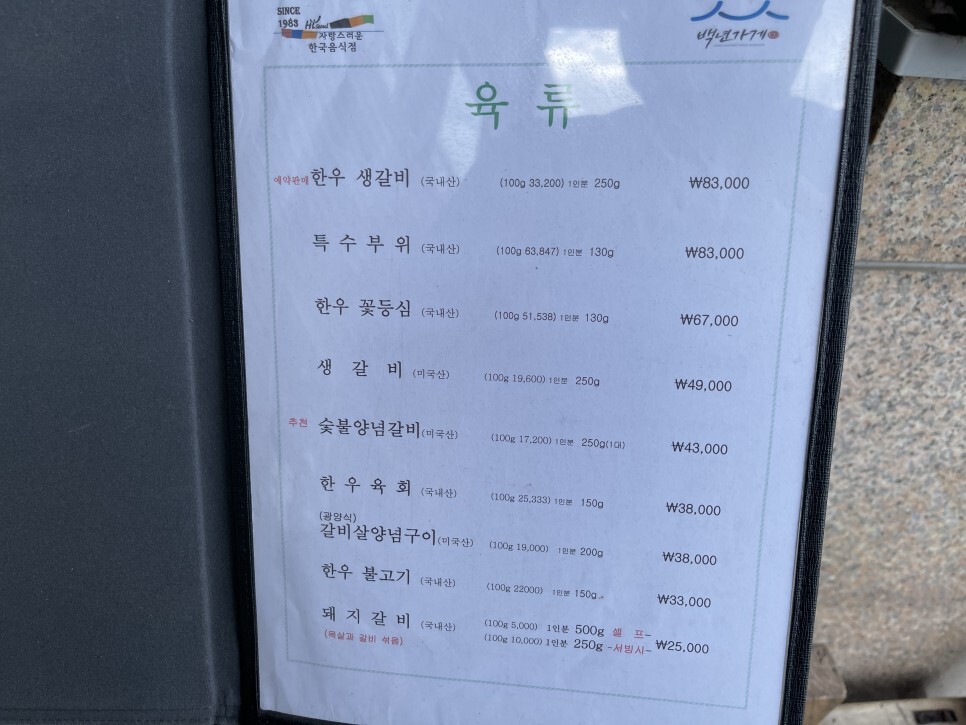 SINCE
1983
자랑스러운
한국음식점
백년가게
육 류
예약판매 한우 생갈비 (국내산) (100g 33,200) 1인분 250g ₩83,000
특 수 부 위 (국내산) (100g 63,847) 1인분 130g ₩83,000
한우 꽃등심 (국내산) (100g 51,538) 1인분 130g ₩67,000
생 갈 비 (미국산) (100g 19,600) 1인분 250g ₩49,000
추천 숯불양념갈비(미국산) (100g 17,200) 1인분 250g(1대) ₩43,000
한 우 육 회 (국내산) (100g 25,333) 1인분 150g ₩38,000
(광양식)
갈비살양념구이(미국산) (100g 19,000) 1인분 200g ₩38,000
한우 불고기 (국내산) (100g 22000) 1인분 150g ₩33,000
돼 지 갈 비 (국내산) (100g 5,000) 1인분 500g 셀 프-
(목살과 갈비 섞음) (100g 10,000) 1인분 250g -서빙시- ₩25,000